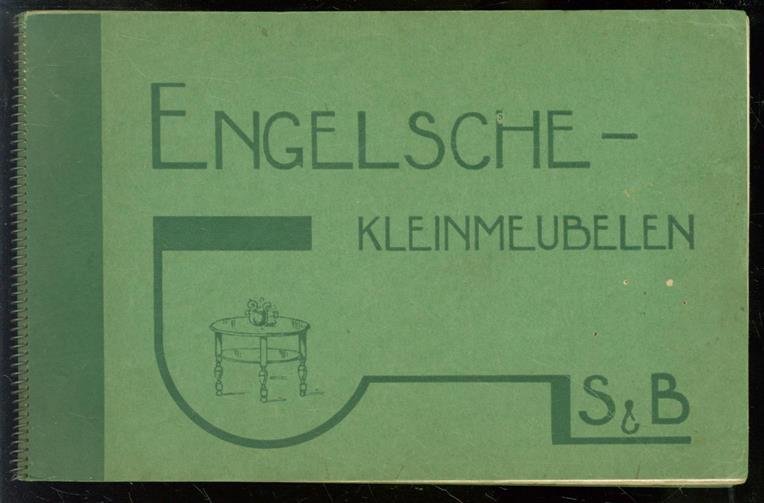 ENGELSCHE-
KLEINMEUBELEN
S & B